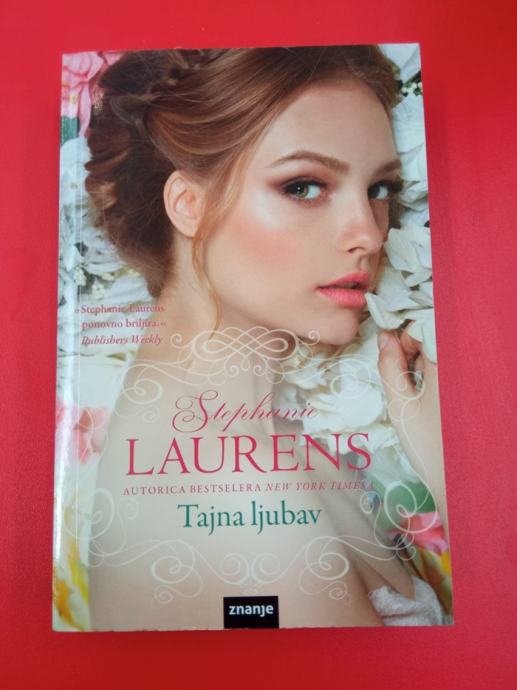 »Stephanie Laurens
ponovno briljira.«
Publishers Weekly
Stephanie
LAURENS
AUTORICA BESTSELERA NEW YORK TIMESA
Tajna ljubav
znanje